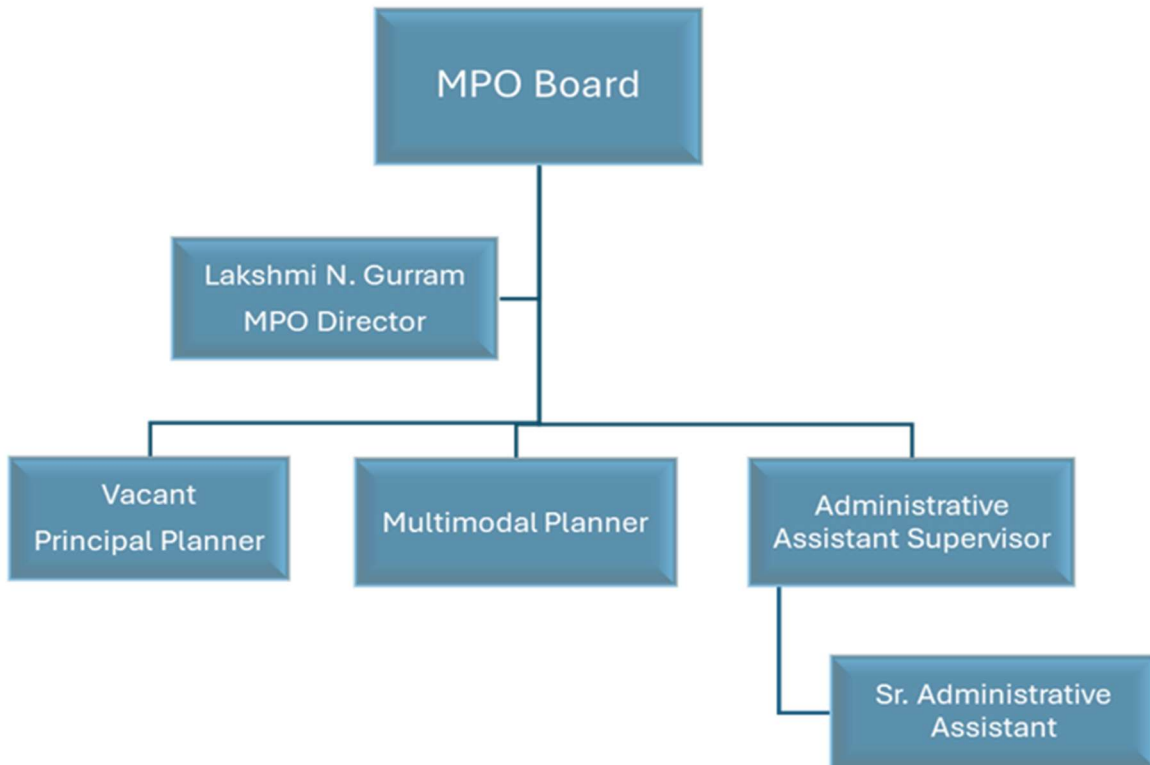 MPO Board
Lakshmi N. Gurram
MPO Director
Vacant
Principal Planner
Multimodal Planner
Administrative
Assistant Supervisor
Sr. Administrative
Assistant